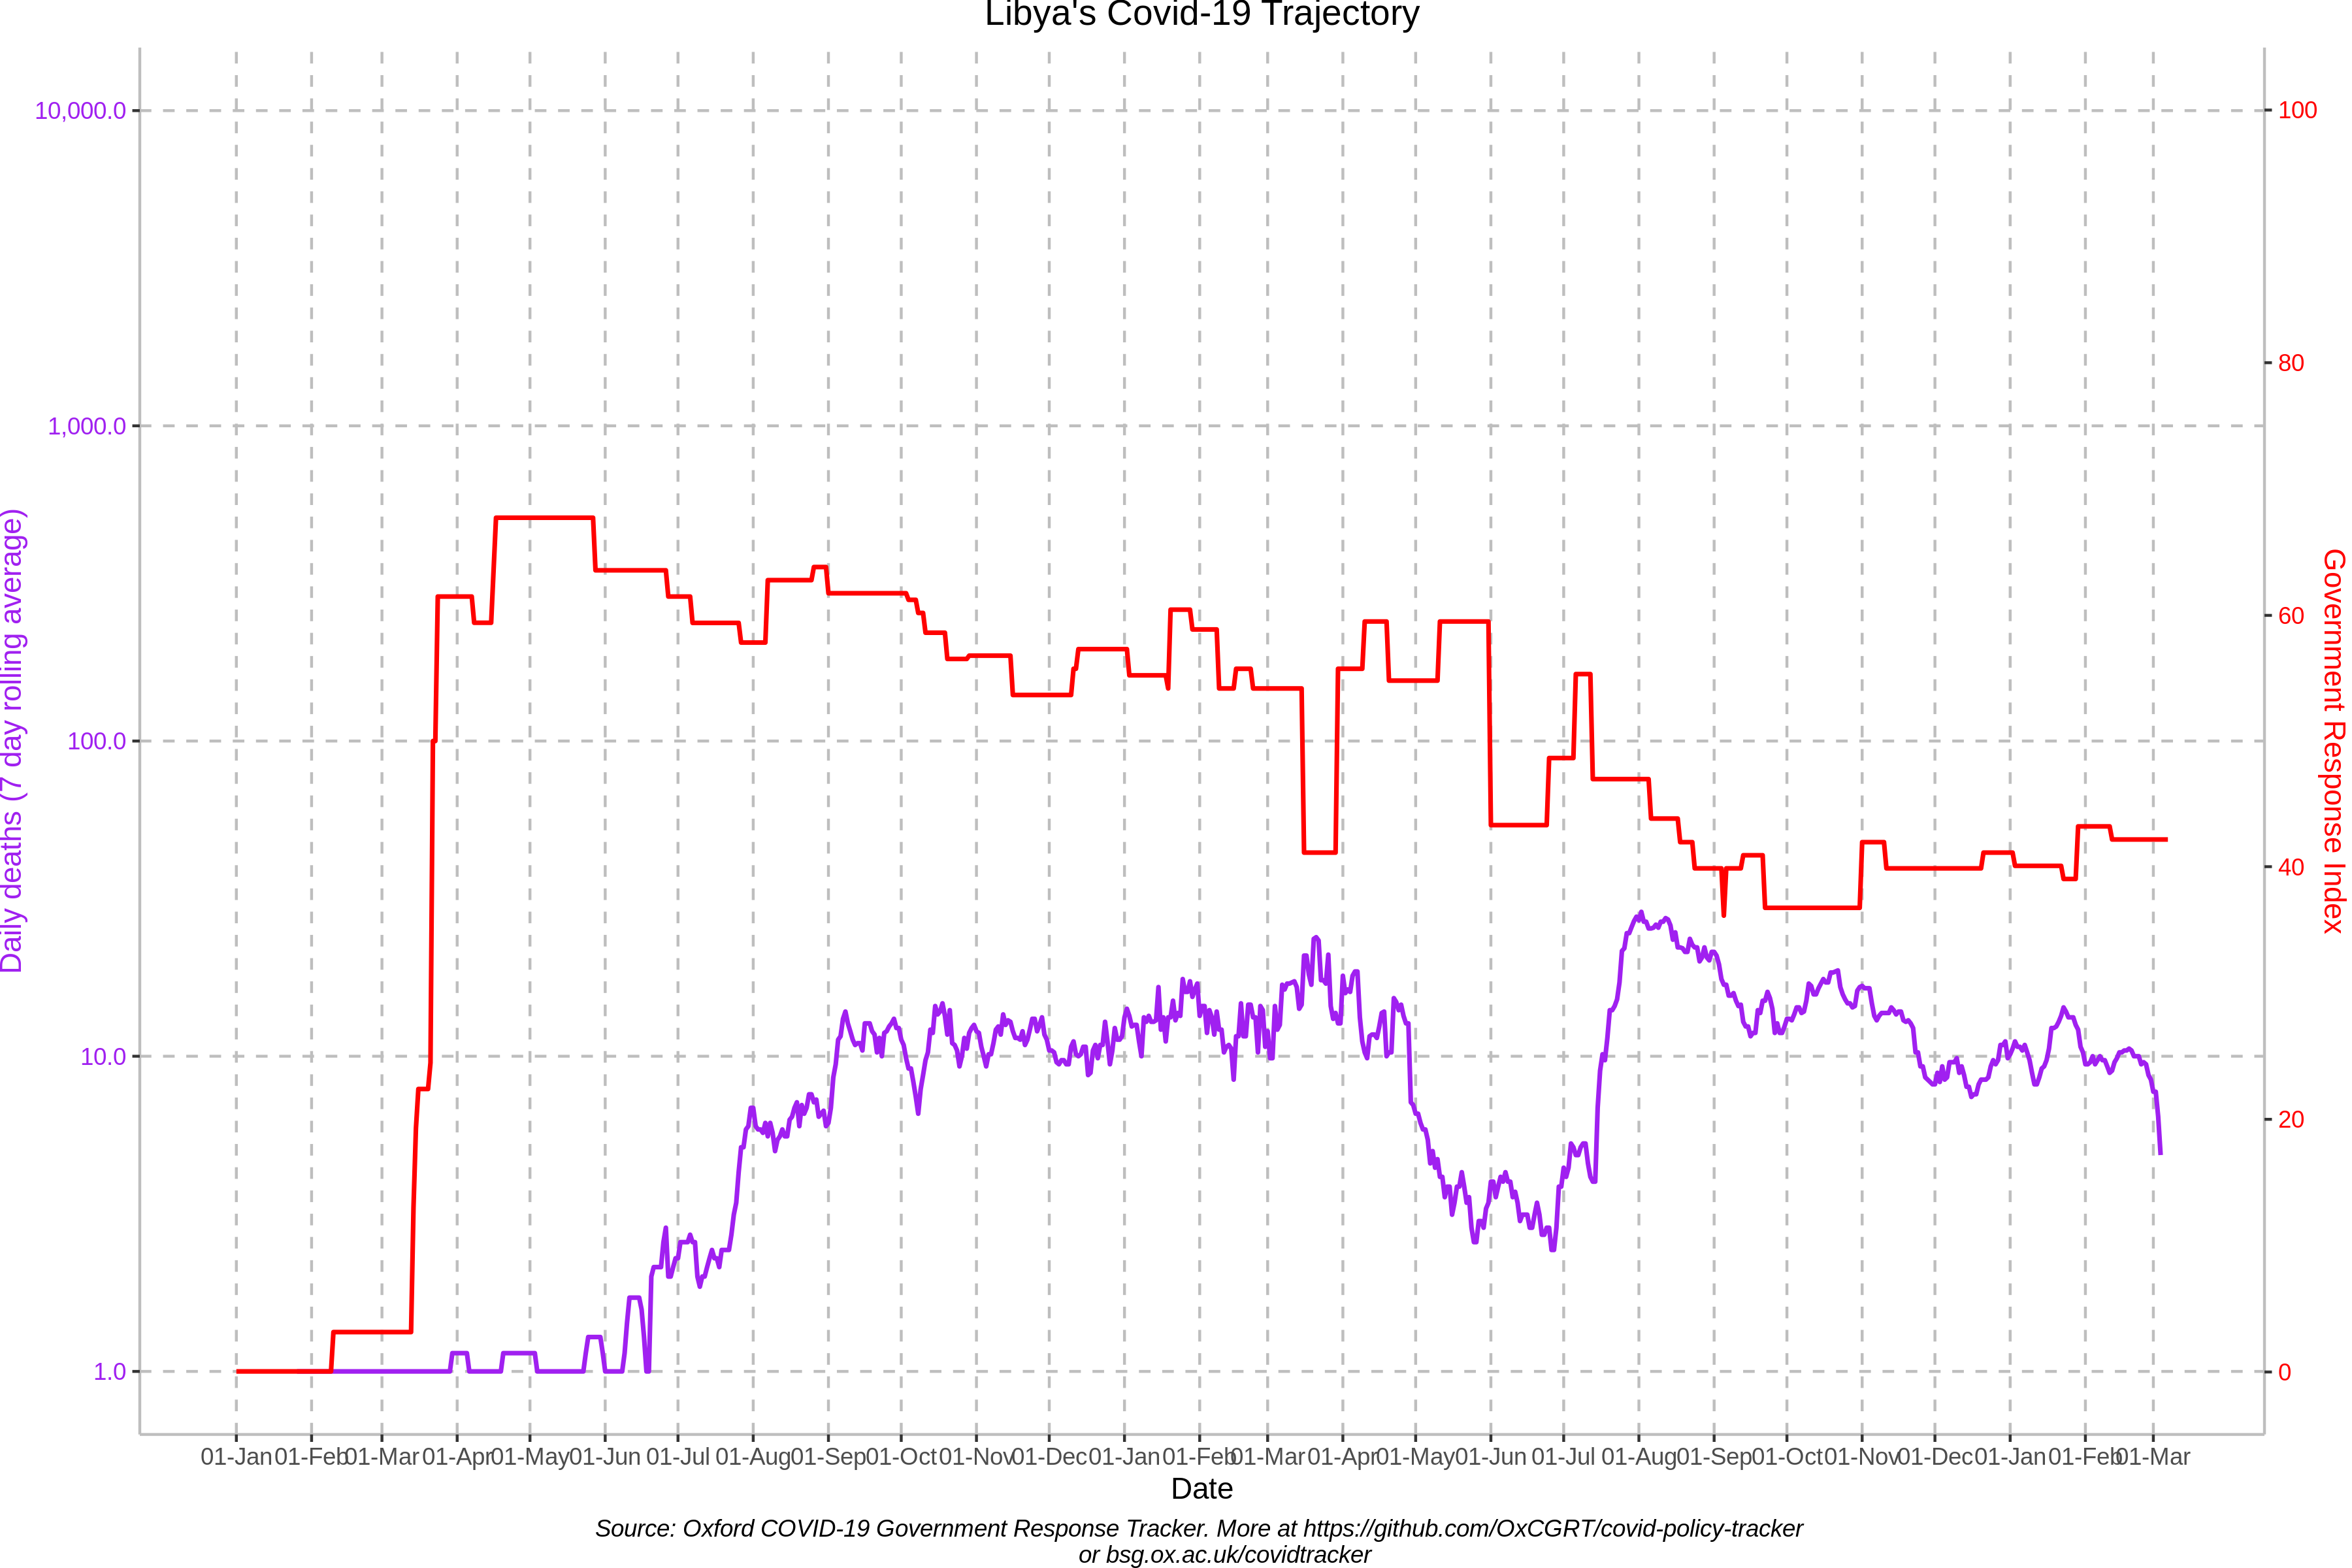 Libya's Covid-19 Trajectory
10,000.0
1,000.0
100.0
10.0
1.0
Daily deaths (7 day rolling average)
100
80
60
40
20
0
Government Response Index
01-Jan 01-Feb 01-Mar 01-Apr 01-May 01-Jun 01-Jul 01-Aug 01-Sep 01-Oct 01-Nov 01-Dec 01-Jan 01-Feb 01-Mar 01-Apr 01-May 01-Jun 01-Jul 01-Aug 01-Sep 01-Oct 01-Nov 01-Dec 01-Jan 01-Feb 01-Mar
Date
Source: Oxford COVID-19 Government Response Tracker. More at https://github.com/OxCGRT/covid-policy-tracker
or bsg.ox.ac.uk/covidtracker